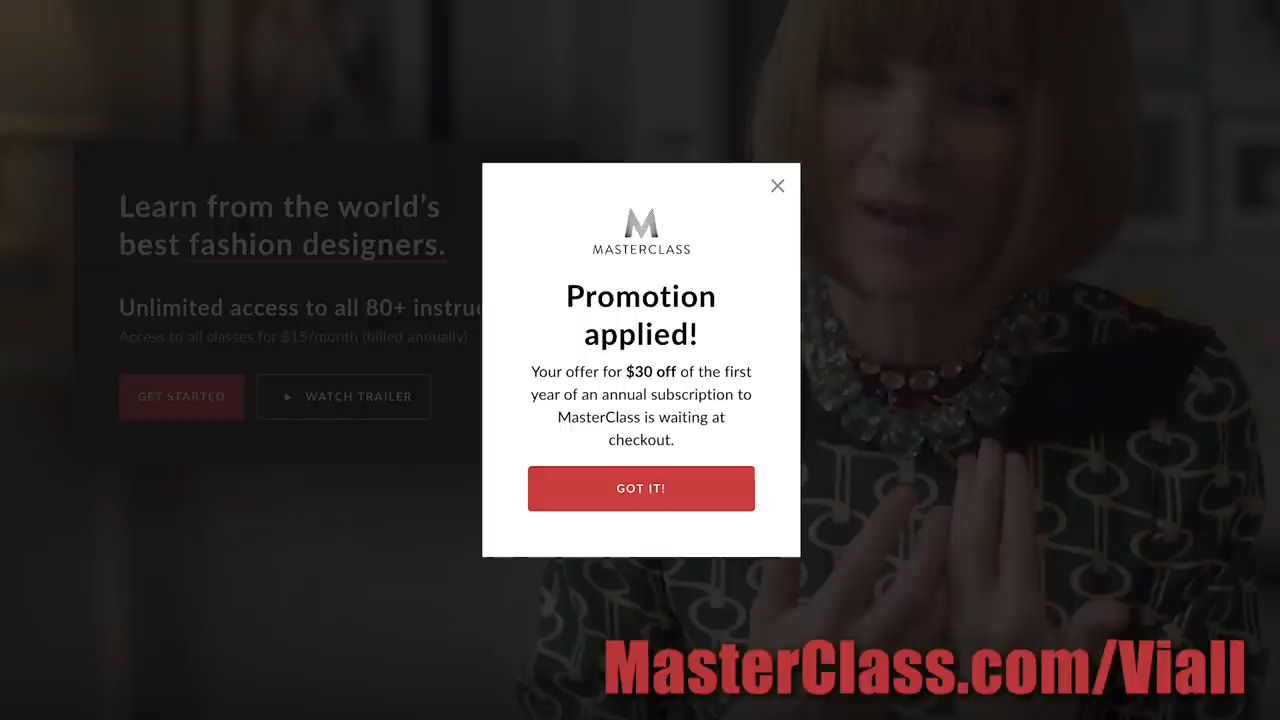 Learn from the world's
best fashion designers.
Unlimited access to all 80+ instruc
Access to all classes for $15/month (billed annually)
GET STARTED
WATCH TRAILER
MASTERCLASS
Promotion
applied!
Your offer for $30 off of the first
year of an annual subscription to
MasterClass is waiting at
checkout.
GOT IT!
MasterClass.com/Viall